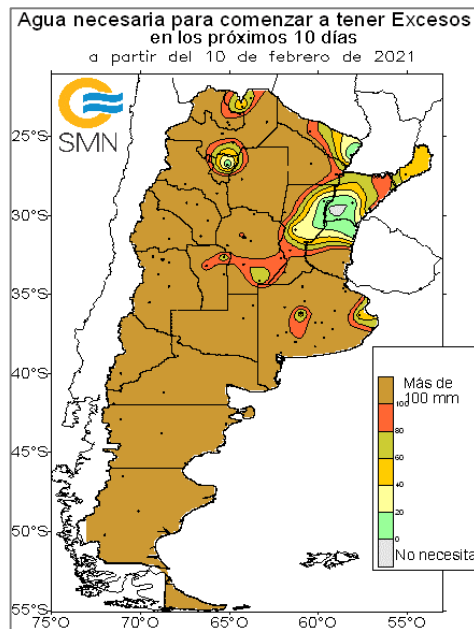 Agua necesaria para comenzar a tener Excesos
en los próximos 10 días
a partir del 10 de febrero de 2021
SMN
25°S
30°S
35°S
40°S
45°S
50°S
55°S
75°O
70°O
65°O
60°O
55°O
Más de
100 mm
100
80
60
40
20
0
No necesita